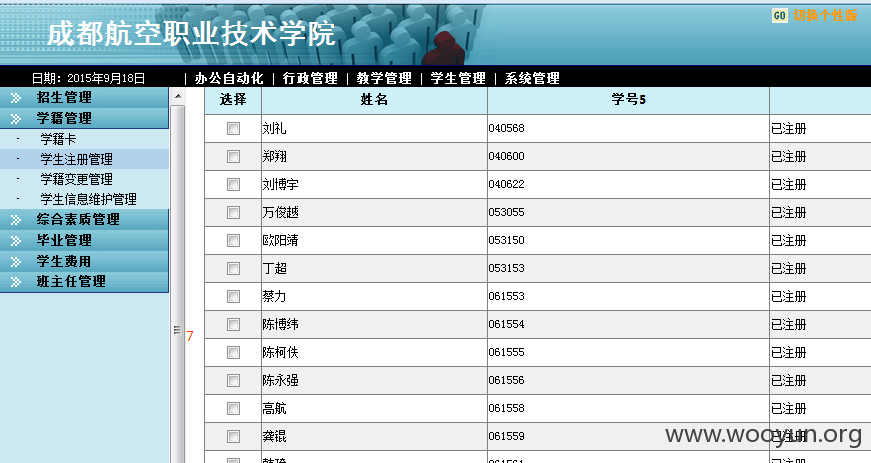 成都航空职业技术学院
GO 切换个性版
日期：2015年9月18日 | 办公自动化 | 行政管理 | 教学管理 | 学生管理 | 系统管理
招生管理
学籍管理
- 学籍卡
- 学生注册管理
- 学籍变更管理
- 学生信息维护管理
综合素质管理
毕业管理
学生费用
班主任管理
7
选择 姓名 学号5
刘礼 040568 已注册
郑翔 040600 已注册
刘博宇 040622 已注册
万俊越 053055 已注册
欧阳靖 053150 已注册
丁超 053153 已注册
蔡力 061553 已注册
陈博纬 061554 已注册
陈柯佚 061555 已注册
陈永强 061556 已注册
高航 061558 已注册
龚锟 061559 已注册
www.wooyun.org